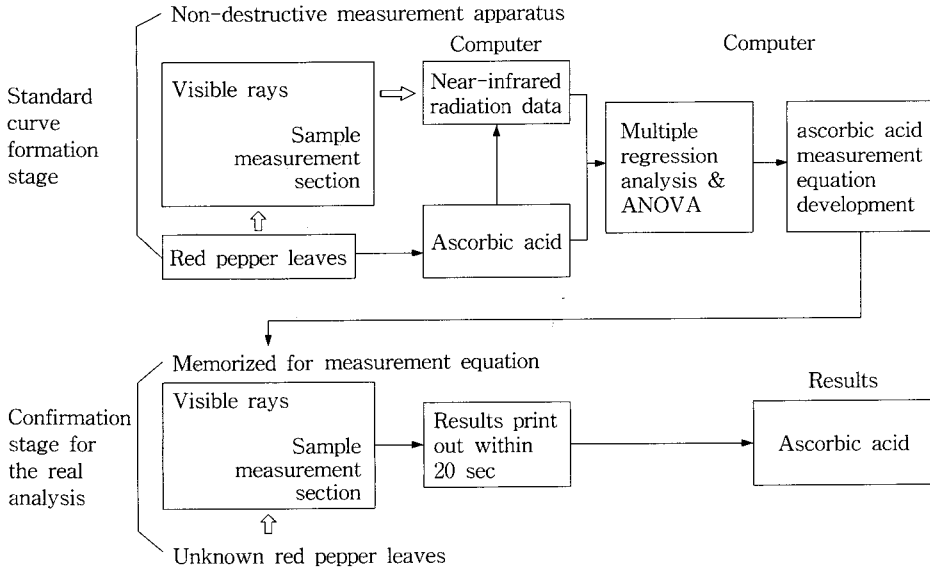 Non-destructive measurement apparatus
Computer
Computer
Standard
curve
formation
stage
Visible rays
Sample
measurement
section
Near-infrared
radiation data
Multiple
regression
analysis &
ANOVA
ascorbic acid
measurement
equation
development
Red pepper leaves
Ascorbic acid
Memorized for measurement equation
Confirmation
stage for
the real
analysis
Visible rays
Sample
measurement
section
Results print
out within
20 sec
Results
Ascorbic acid
Unknown red pepper leaves